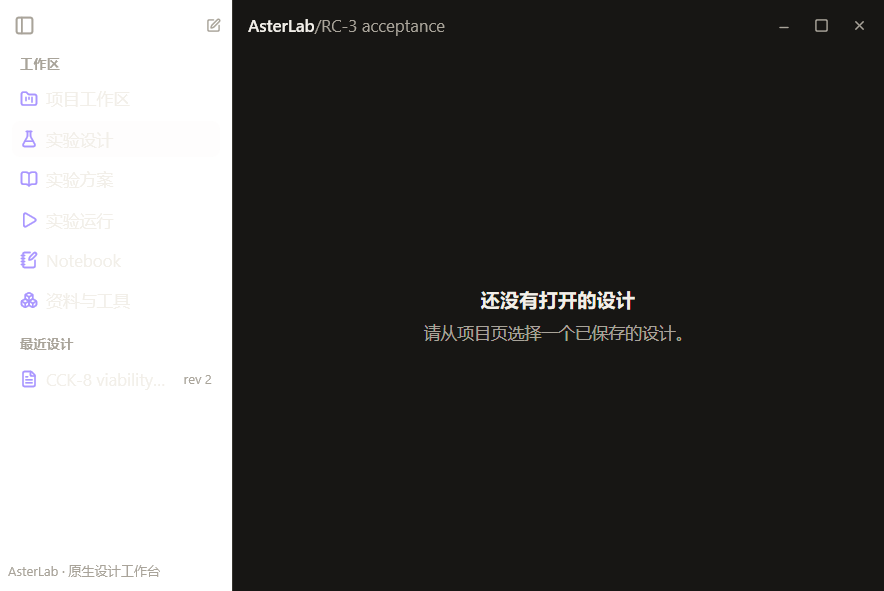 AsterLab/RC-3 acceptance
工作区
项目工作区
实验设计
实验方案
实验运行
Notebook
资料与工具
最近设计
CCK-8 viability... rev 2
AsterLab · 原生设计工作台
还没有打开的设计
请从项目页选择一个已保存的设计。